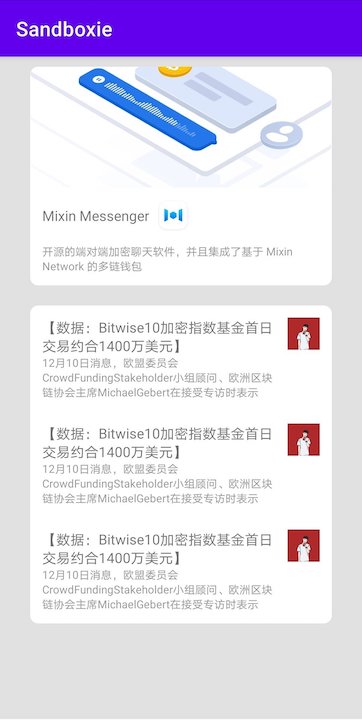 Sandboxie
Mixin Messenger
开源的端对端加密聊天软件，并且集成了基于 Mixin
Network 的多链钱包
【数据：Bitwise10加密指数基金首日
交易约合1400万美元】
12月10日消息，欧盟委员会
CrowdFundingStakeholder小组顾问、欧洲区块
链协会主席MichaelGebert在接受专访时表示
【数据：Bitwise10加密指数基金首日
交易约合1400万美元】
12月10日消息，欧盟委员会
CrowdFundingStakeholder小组顾问、欧洲区块
链协会主席MichaelGebert在接受专访时表示
【数据：Bitwise10加密指数基金首日
交易约合1400万美元】
12月10日消息，欧盟委员会
CrowdFundingStakeholder小组顾问、欧洲区块
链协会主席MichaelGebert在接受专访时表示